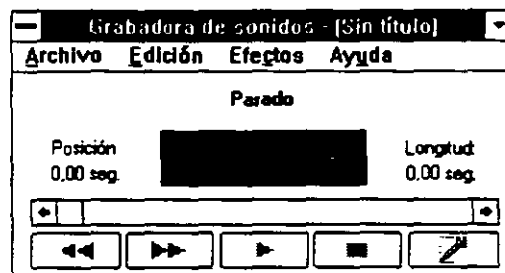 Grabadora de sonidos - [Sin título]
Archivo Edición Efectos Ayuda
Parado
Posición
0,00 seg.
Longitud:
0,00 seg.